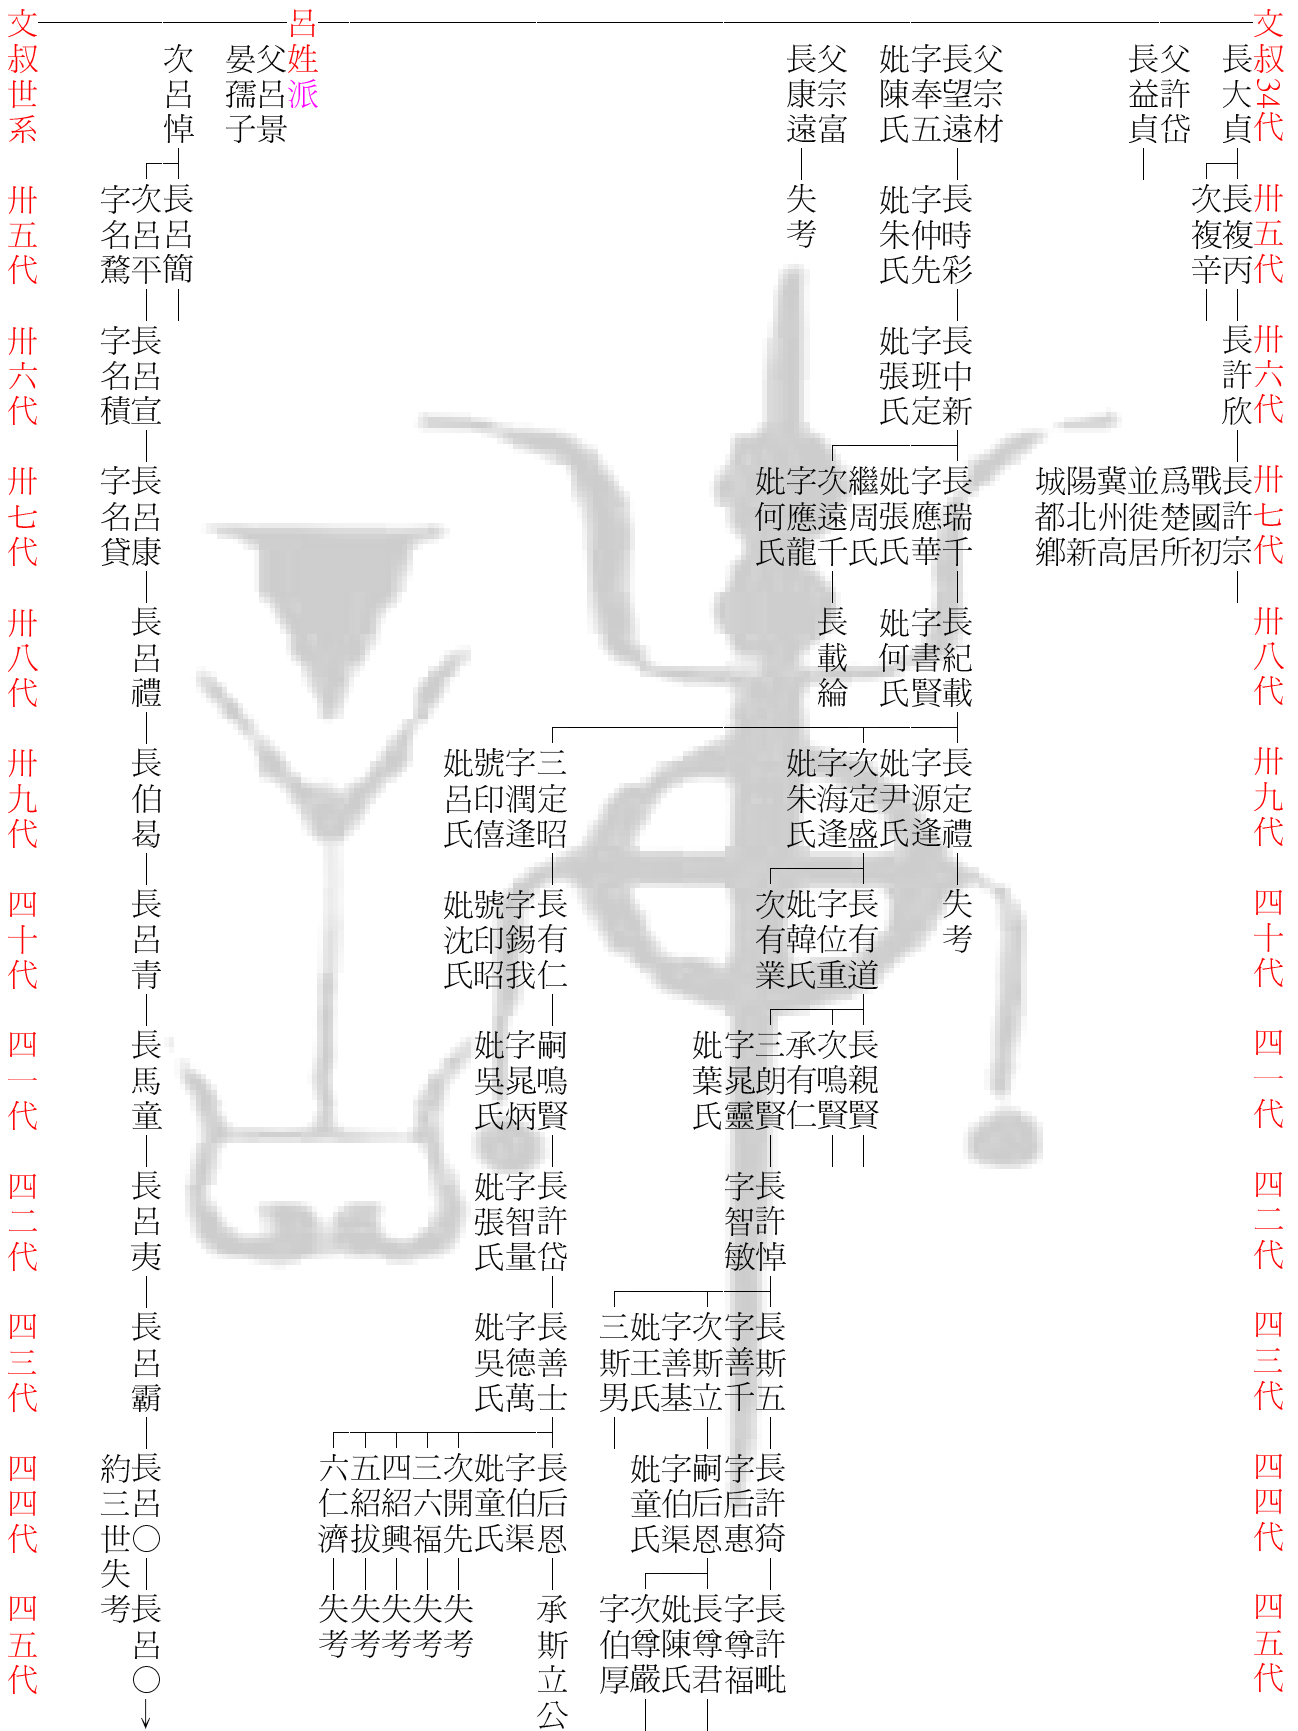 文叔34代
長大貞
父許岱
長益貞
父宗材
長望遠
字奉五
妣陳氏
父宗富
長康遠
呂姓派
父呂景
晏孺子
次呂悼
文叔世系
卅五代
長複丙
次複辛
長時彩
字仲先
妣朱氏
失考
長呂簡
次呂平
字名騖
卅五代
卅六代
長許欣
長中新
字班定
妣張氏
長呂宣
字名積
卅六代
卅七代
長許宗
戰國初
爲楚所
並徙居
冀州高
陽北新
城都鄉
長瑞千
字應華
妣張氏
繼周氏
次遠千
字應龍
妣何氏
長呂康
字名貸
卅七代
卅八代
長紀載
字書賢
妣何氏
長載綸
長呂禮
卅八代
卅九代
長定禮
字源逢
妣尹氏
次定盛
字海逢
妣朱氏
三定昭
字潤逢
號印僖
妣呂氏
長伯曷
卅九代
四十代
失考
長有道
字位重
妣韓氏
次有業
長有仁
字錫我
號印昭
妣沈氏
長呂青
四十代
四一代
長親賢
次鳴賢
承有仁
三朗賢
字晁靈
妣葉氏
嗣鳴賢
字晁炳
妣吳氏
長馬童
四一代
四二代
長許悼
字智敏
長許岱
字智量
妣張氏
長呂夷
四二代
四三代
長斯五
字善千
次斯立
字善基
妣王氏
三斯男
長善士
字德萬
妣吳氏
長呂霸
四三代
四四代
長許猗
字后惠
嗣后恩
字伯渠
妣童氏
長后恩
字伯渠
妣童氏
次開先
三六福
四紹興
五紹拔
六仁濟
長呂〇
約三世失考
四四代
四五代
長許毗
字尊福
長尊君
妣陳氏
次尊嚴
字伯厚
承斯立公
失考
失考
失考
失考
失考
長呂〇
四五代